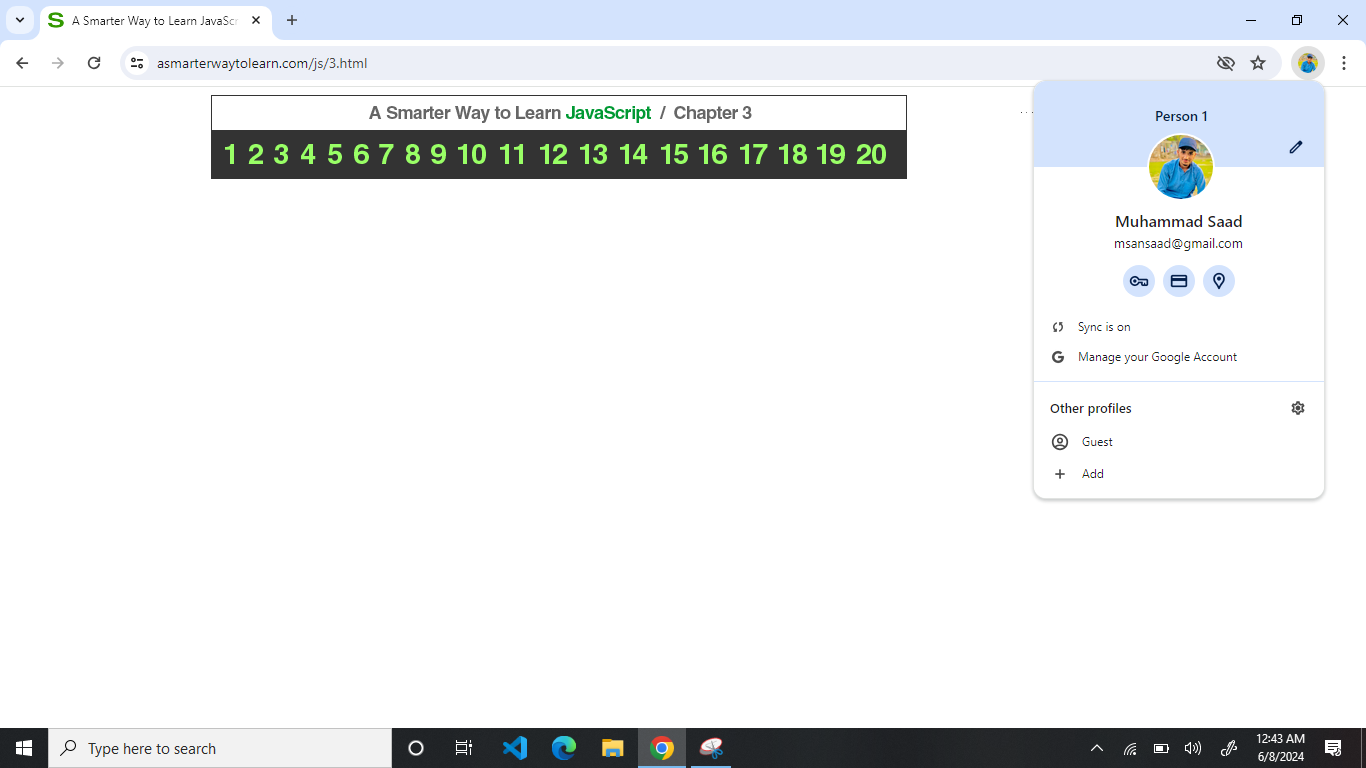 A Smarter Way to Learn JavaScr
asmarterwaytolearn.com/js/3.html
A Smarter Way to Learn JavaScript / Chapter 3
1 2 3 4 5 6 7 8 9 10 11 12 13 14 15 16 17 18 19 20
Person 1
Muhammad Saad
msansaad@gmail.com
Sync is on
Manage your Google Account
Other profiles
Guest
Add
Type here to search
12:43 AM
6/8/2024